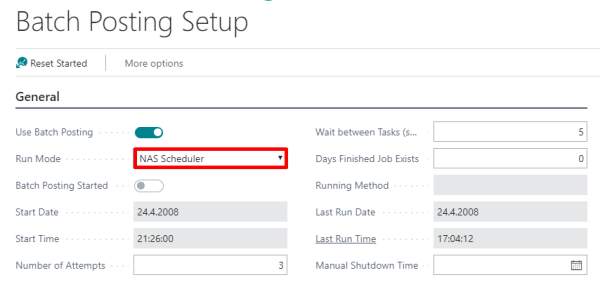 Batch Posting Setup
Reset Started More options
General
Use Batch Posting Wait between Tasks (s... 5
Run Mode NAS Scheduler Days Finished Job Exists 0
Batch Posting Started Running Method
Start Date 24.4.2008 Last Run Date 24.4.2008
Start Time 21:26:00 Last Run Time 17:04:12
Number of Attempts 3 Manual Shutdown Time